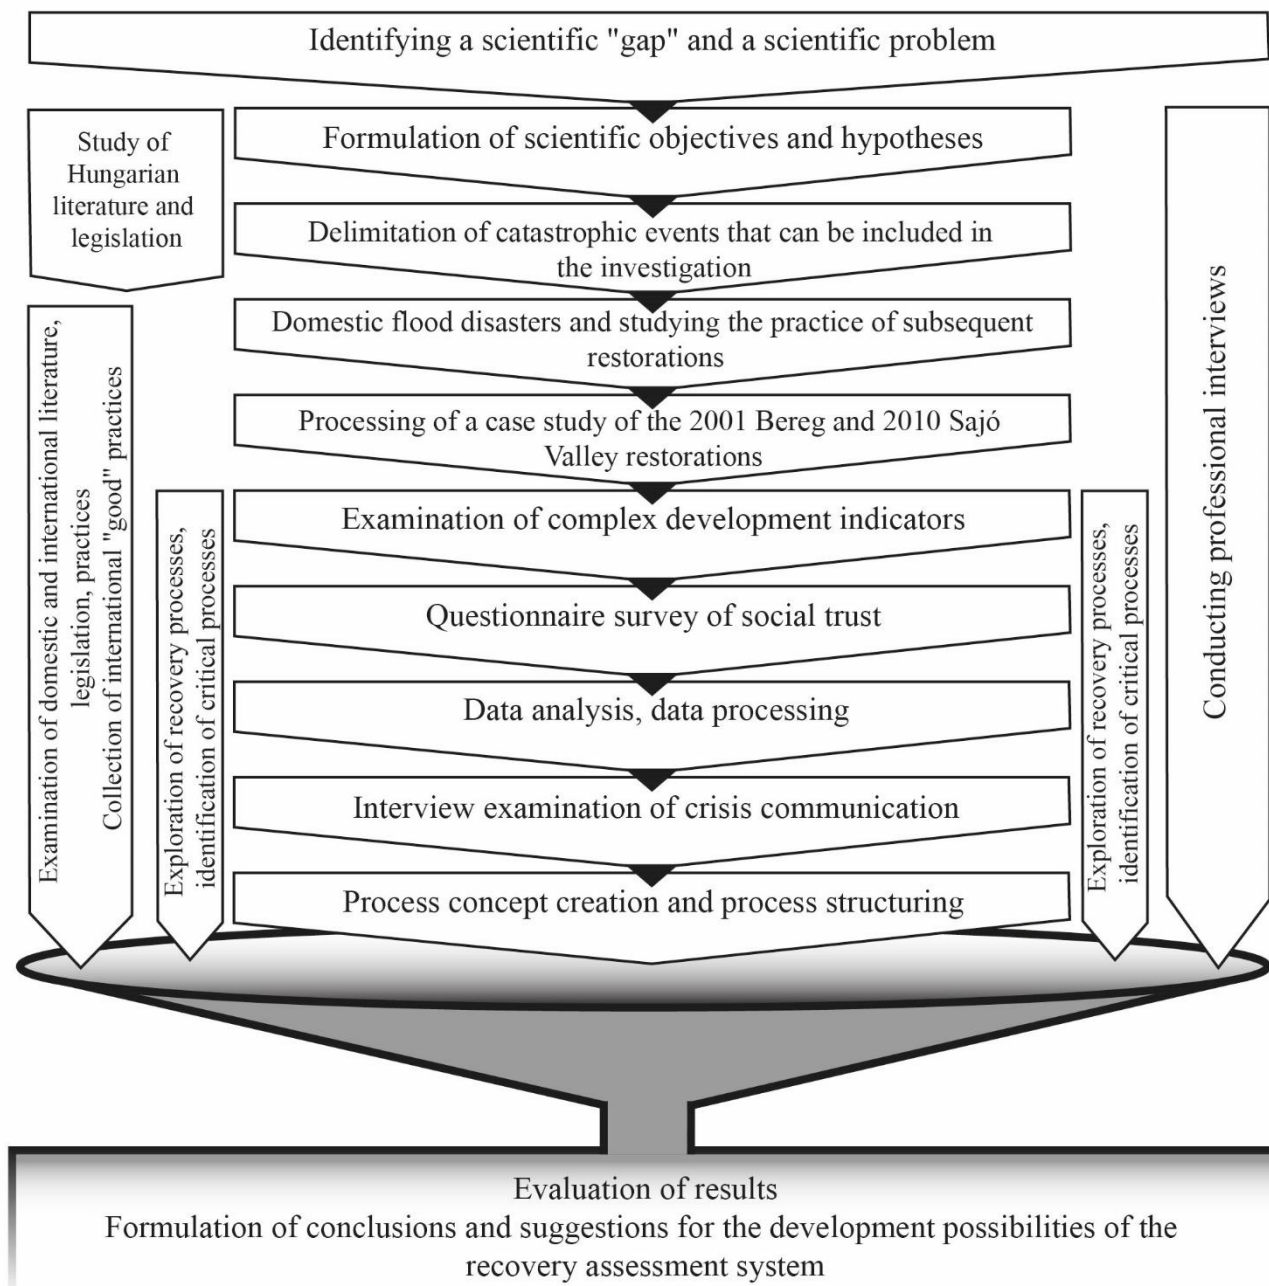 Identifying a scientific "gap" and a scientific problem
Study of
Hungarian
literature and
legislation
Formulation of scientific objectives and hypotheses
Delimitation of catastrophic events that can be included in
the investigation
Domestic flood disasters and studying the practice of subsequent
restorations
Processing of a case study of the 2001 Bereg and 2010 Sajó
Valley restorations
Examination of complex development indicators
Questionnaire survey of social trust
Data analysis, data processing
Interview examination of crisis communication
Process concept creation and process structuring
Examination of domestic and international literature,
legislation, practices
Collection of international "good" practices
Exploration of recovery processes,
identification of critical processes
Exploration of recovery processes,
identification of critical processes
Conducting professional interviews
Evaluation of results
Formulation of conclusions and suggestions for the development possibilities of the
recovery assessment system